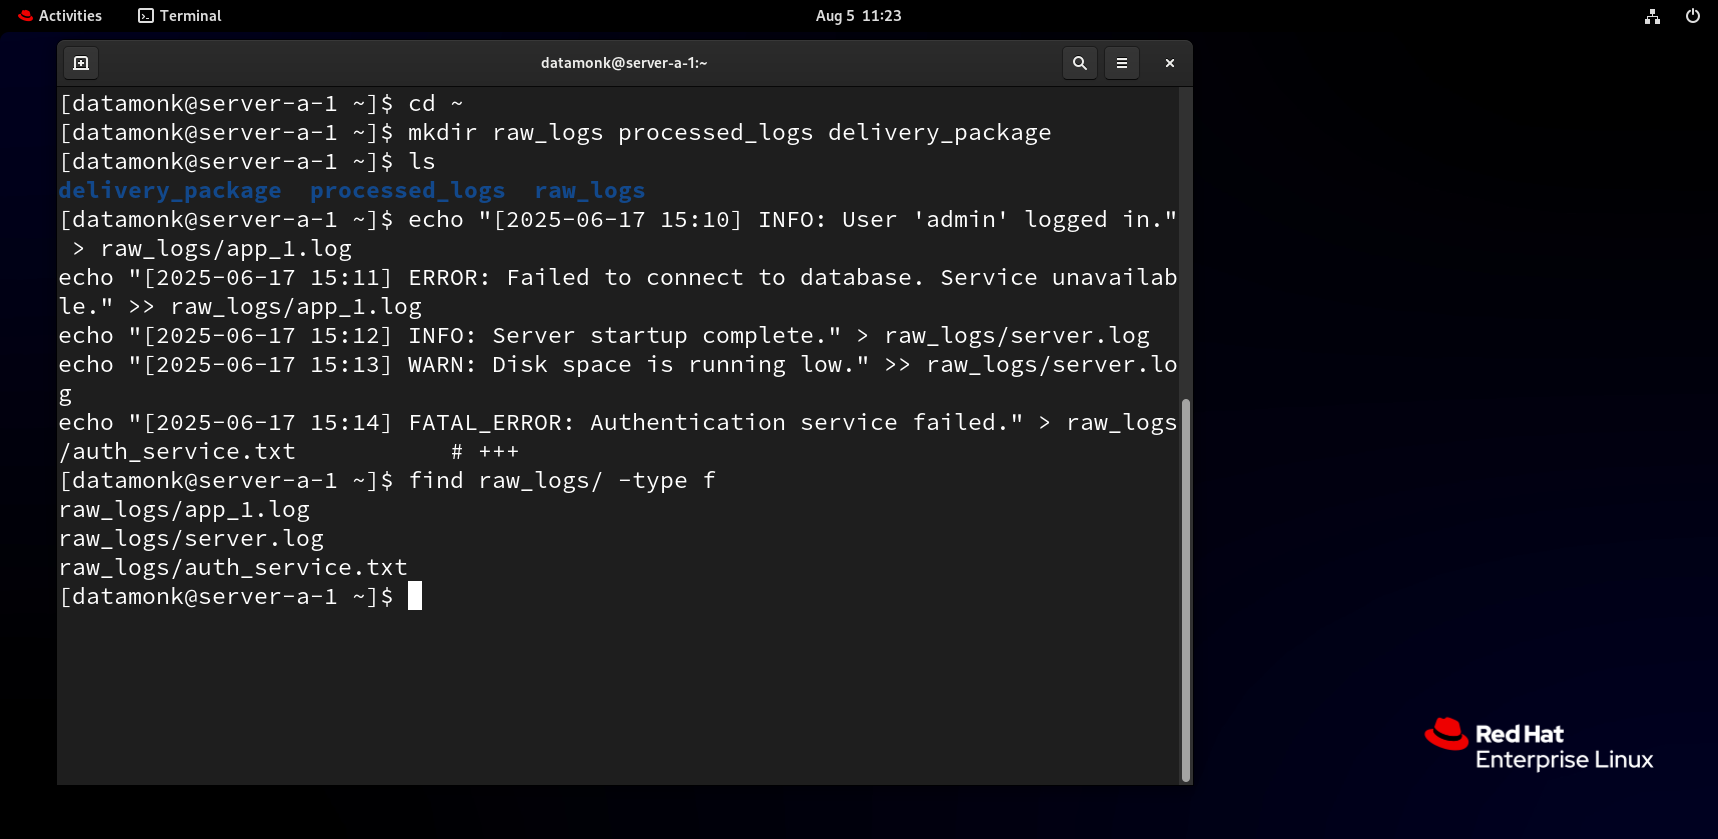 Activities Terminal Aug 5 11:23
datamonk@server-a-1:~
[datamonk@server-a-1 ~]$ cd ~
[datamonk@server-a-1 ~]$ mkdir raw_logs processed_logs delivery_package
[datamonk@server-a-1 ~]$ ls
delivery_package  processed_logs  raw_logs
[datamonk@server-a-1 ~]$ echo "[2025-06-17 15:10] INFO: User 'admin' logged in."
 > raw_logs/app_1.log
echo "[2025-06-17 15:11] ERROR: Failed to connect to database. Service unavailab
le." >> raw_logs/app_1.log
echo "[2025-06-17 15:12] INFO: Server startup complete." > raw_logs/server.log
echo "[2025-06-17 15:13] WARN: Disk space is running low." >> raw_logs/server.lo
g
echo "[2025-06-17 15:14] FATAL_ERROR: Authentication service failed." > raw_logs
/auth_service.txt           # +++
[datamonk@server-a-1 ~]$ find raw_logs/ -type f
raw_logs/app_1.log
raw_logs/server.log
raw_logs/auth_service.txt
[datamonk@server-a-1 ~]$
Red Hat
Enterprise Linux